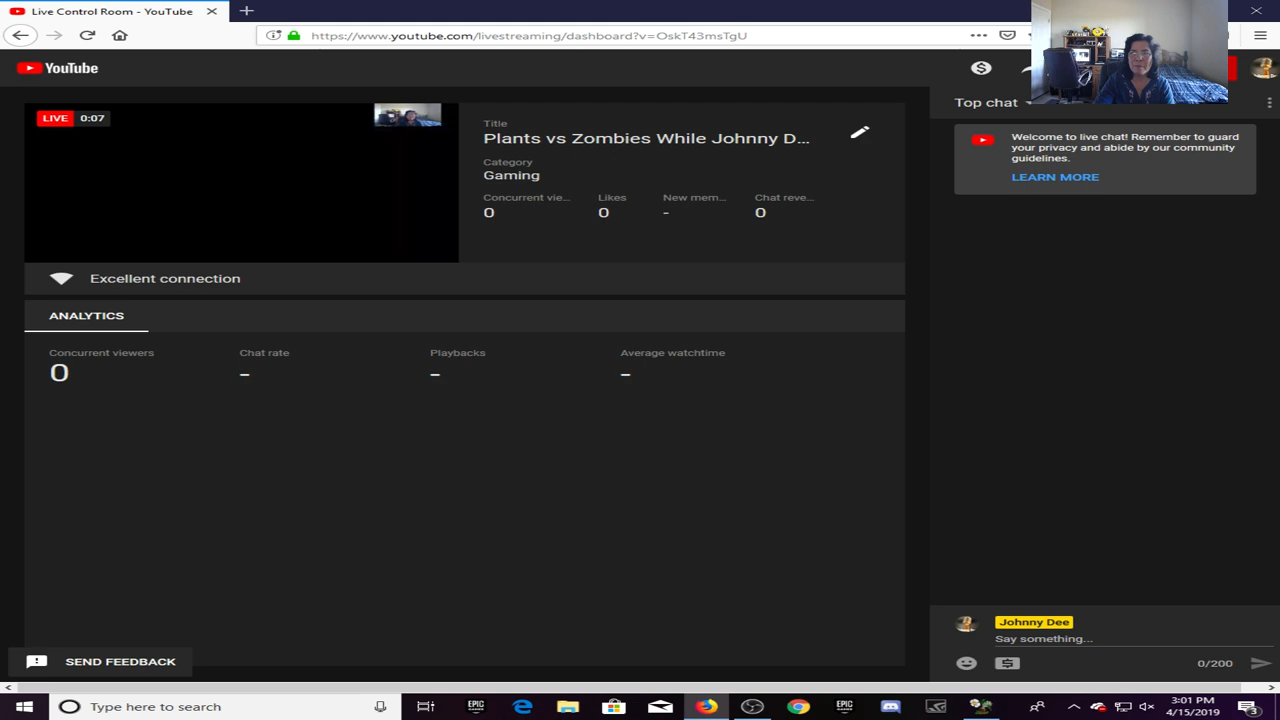 Live Control Room - YouTube
https://www.youtube.com/livestreaming/dashboard?v=OskT43msTgU
YouTube
LIVE 0:07
Title
Plants vs Zombies While Johnny D...
Category
Gaming
Concurrent vie... Likes New mem... Chat reve...
0 0 - 0
Excellent connection
ANALYTICS
Concurrent viewers Chat rate Playbacks Average watchtime
0 - - -
SEND FEEDBACK
Top chat
Welcome to live chat! Remember to guard
your privacy and abide by our community
guidelines.
LEARN MORE
Johnny Dee
Say something...
0/200
Type here to search
EPIC
EPIC
3:01 PM
4/15/2019
3